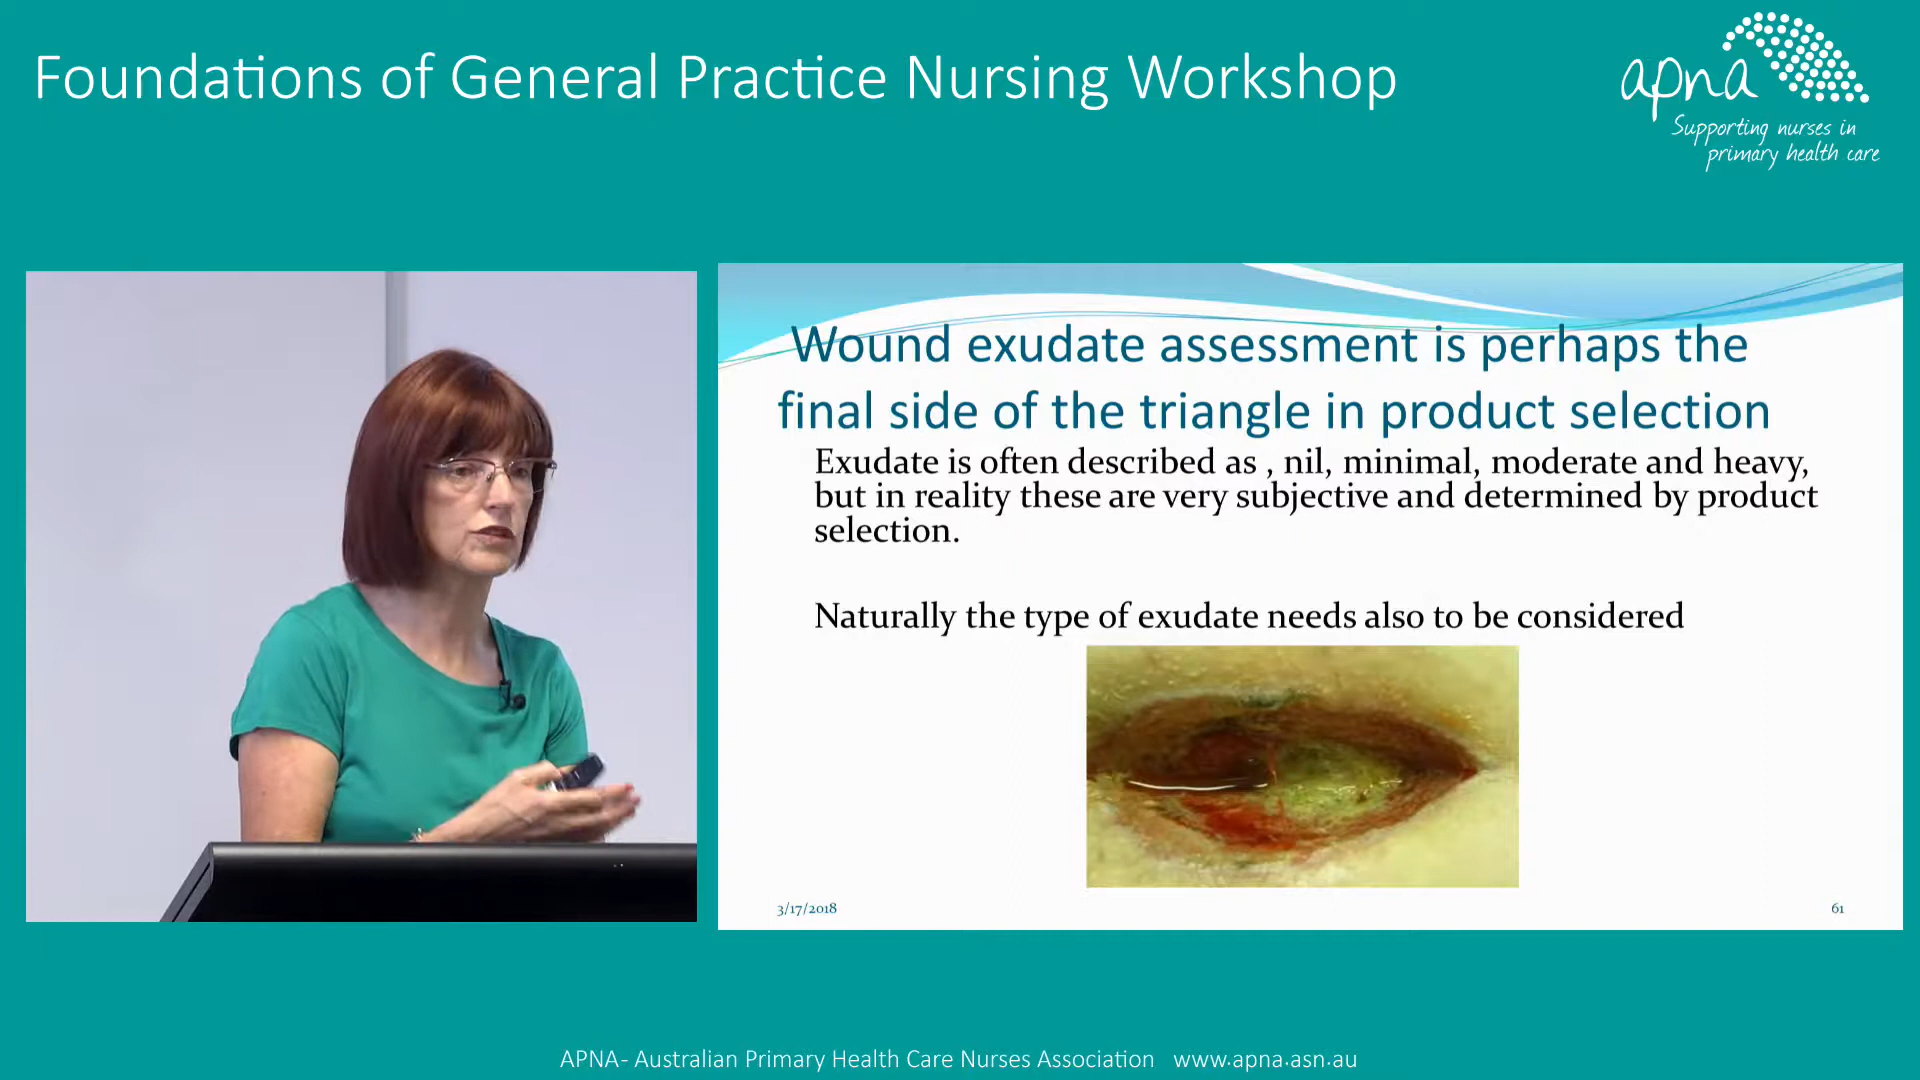 Foundations of General Practice Nursing Workshop
apna
Supporting nurses in
primary health care
Wound exudate assessment is perhaps the
final side of the triangle in product selection
Exudate is often described as , nil, minimal, moderate and heavy,
but in reality these are very subjective and determined by product
selection.
Naturally the type of exudate needs also to be considered
3/17/2018
61
APNA- Australian Primary Health Care Nurses Association www.apna.asn.au